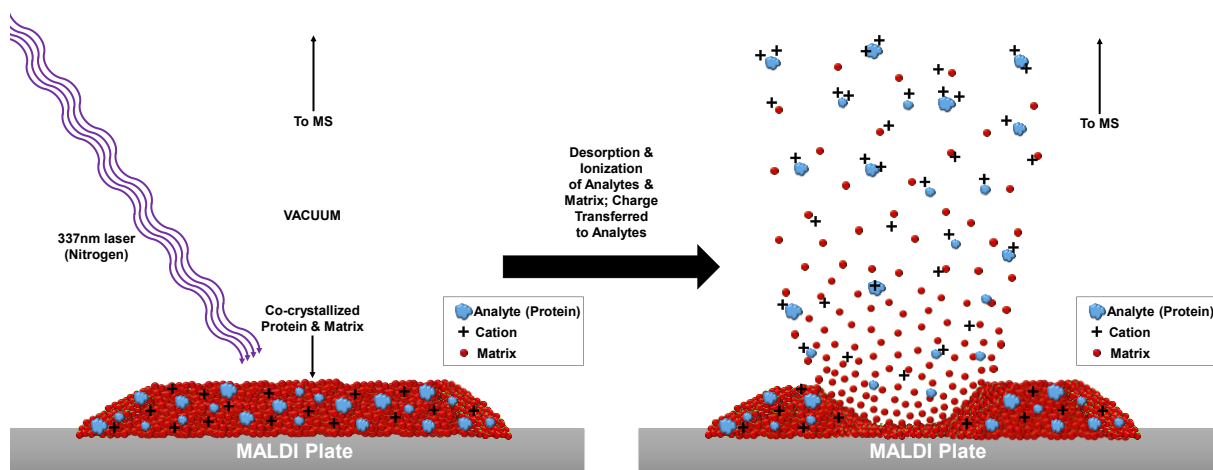 To MS
VACUUM
337nm laser
(Nitrogen)
Co-crystallized
Protein & Matrix
Analyte (Protein)
Cation
Matrix
MALDI Plate
Desorption &
Ionization
of Analytes &
Matrix; Charge
Transferred
to Analytes
To MS
Analyte (Protein)
Cation
Matrix
MALDI Plate